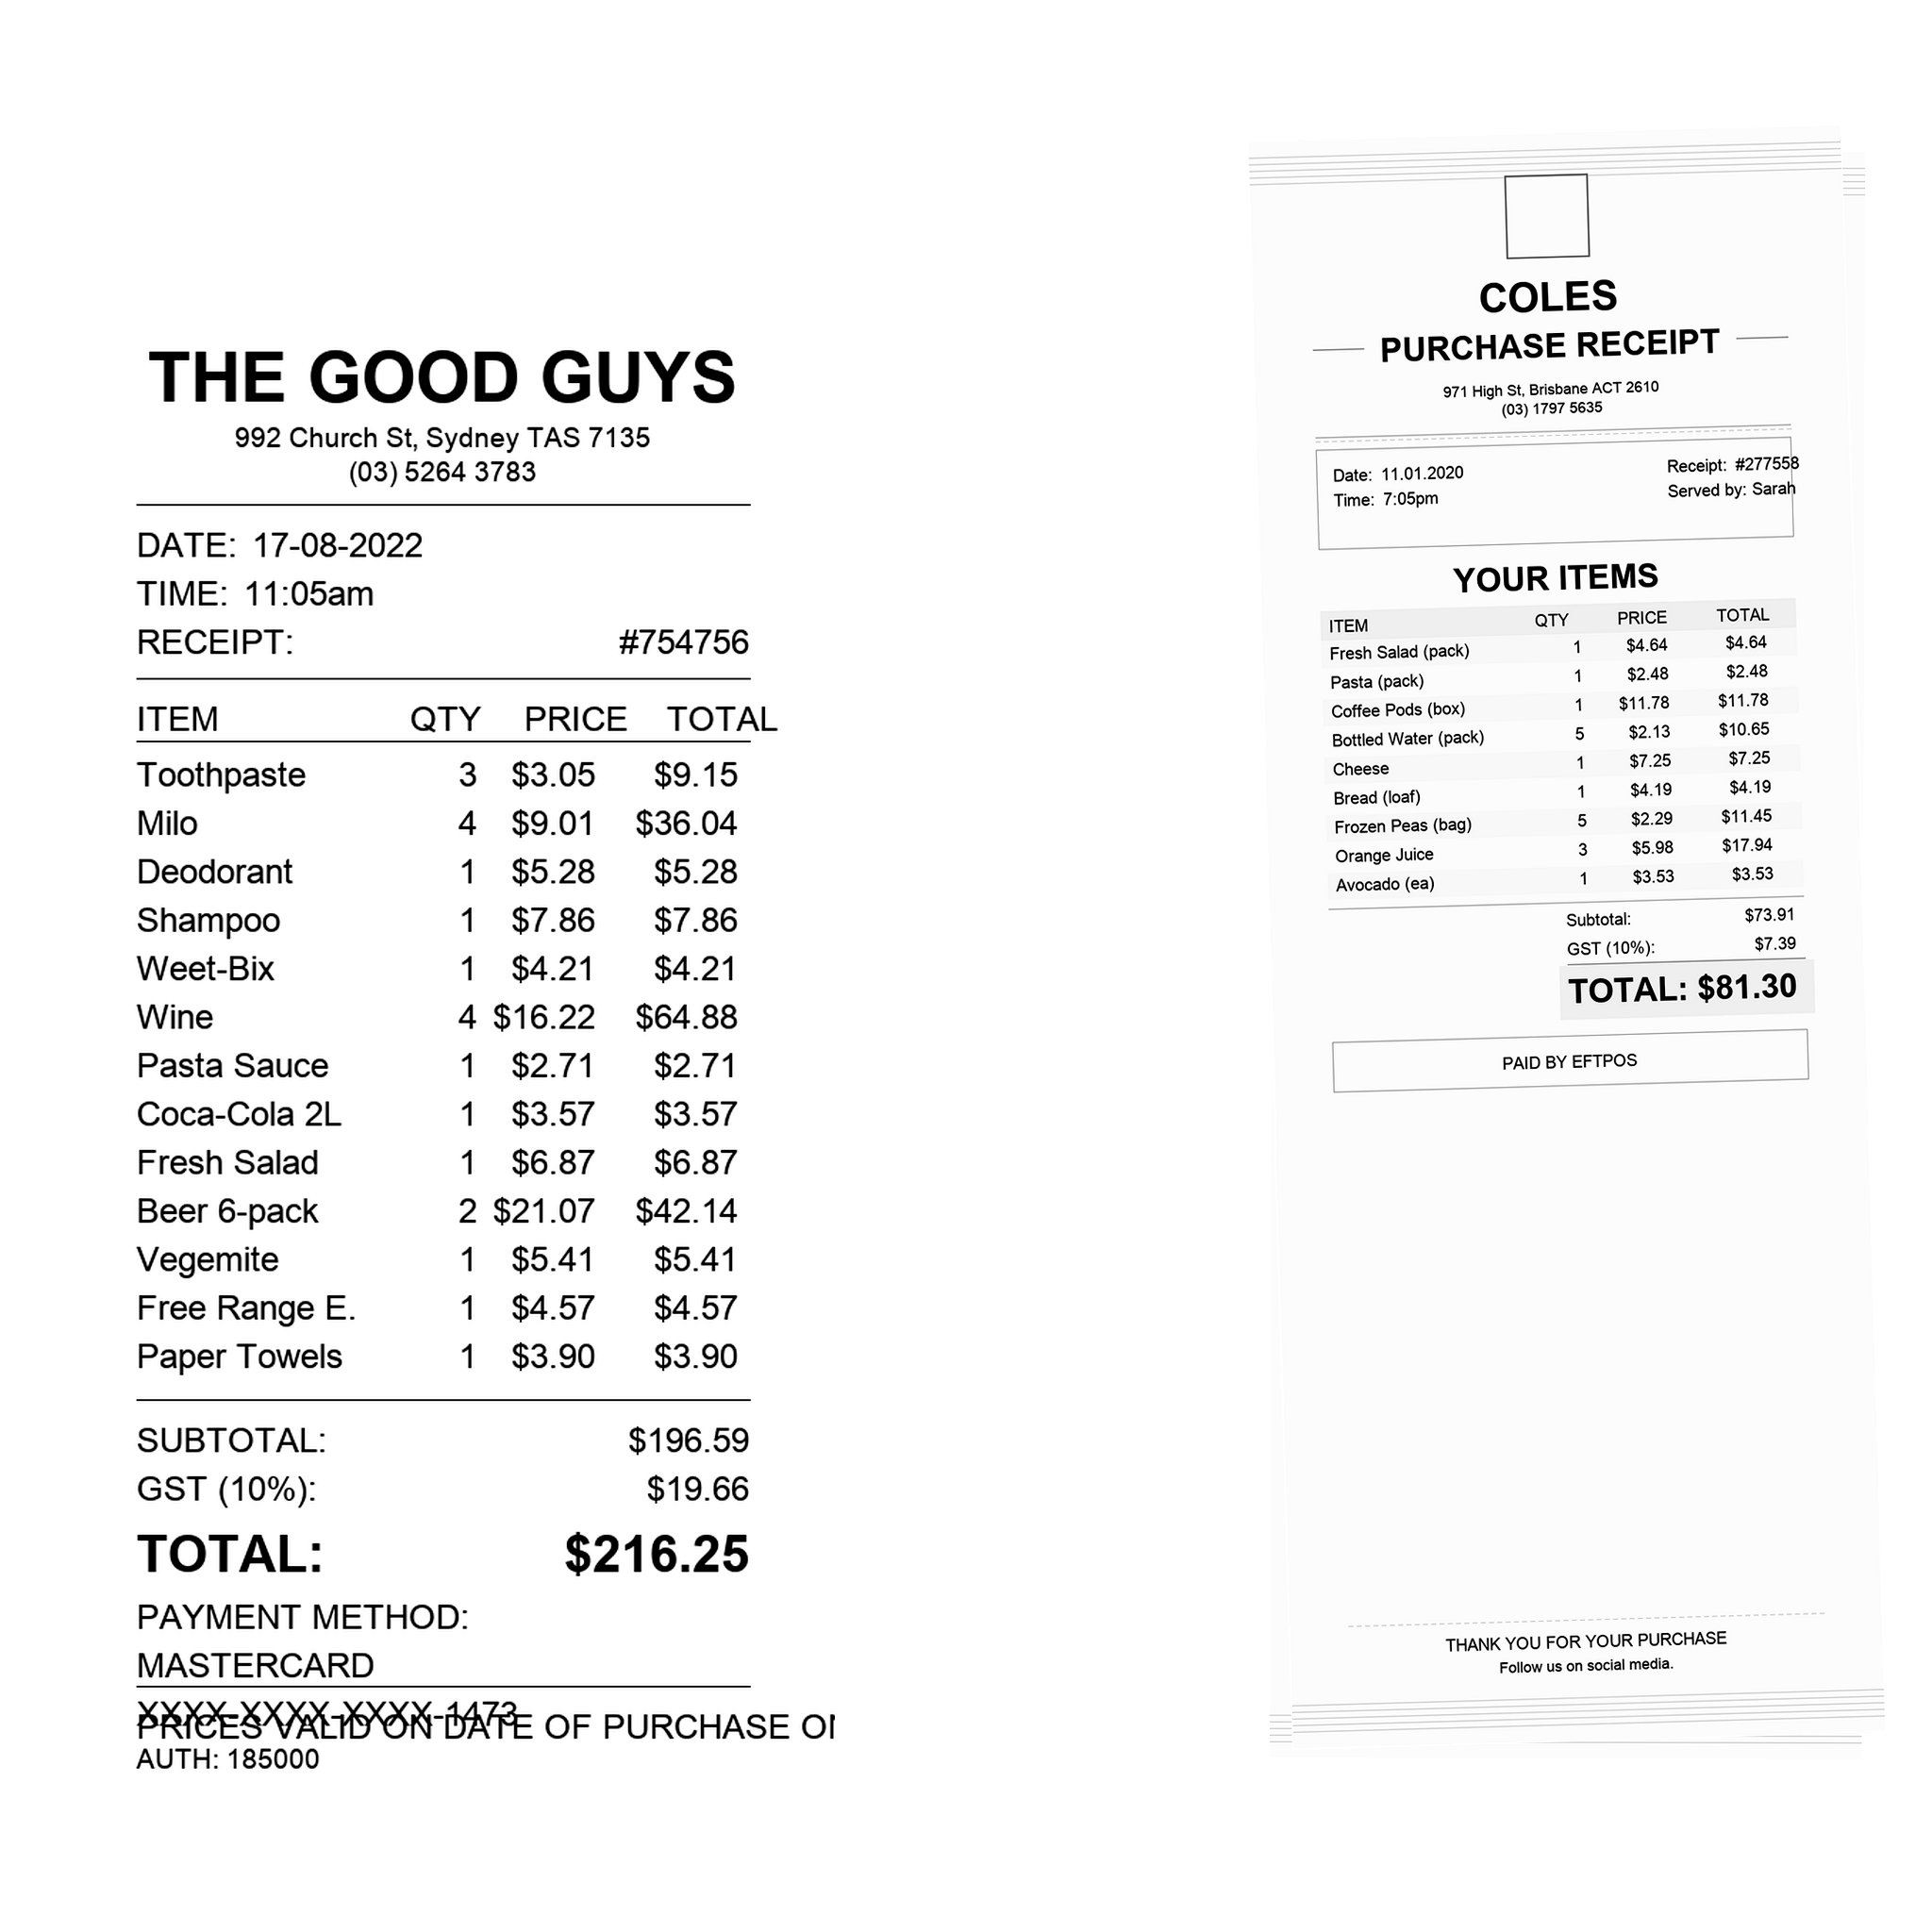 THE GOOD GUYS
992 Church St, Sydney TAS 7135
(03) 5264 3783
DATE: 17-08-2022
TIME: 11:05am
RECEIPT: #754756
ITEM QTY PRICE TOTAL
Toothpaste 3 $3.05 $9.15
Milo 4 $9.01 $36.04
Deodorant 1 $5.28 $5.28
Shampoo 1 $7.86 $7.86
Weet-Bix 1 $4.21 $4.21
Wine 4 $16.22 $64.88
Pasta Sauce 1 $2.71 $2.71
Coca-Cola 2L 1 $3.57 $3.57
Fresh Salad 1 $6.87 $6.87
Beer 6-pack 2 $21.07 $42.14
Vegemite 1 $5.41 $5.41
Free Range E. 1 $4.57 $4.57
Paper Towels 1 $3.90 $3.90
SUBTOTAL: $196.59
GST (10%): $19.66
TOTAL: $216.25
PAYMENT METHOD:
MASTERCARD
XXXX-XXXX-XXXX-1473
PRICES VALID ON DATE OF PURCHASE
AUTH: 185000
COLES
PURCHASE RECEIPT
971 High St, Brisbane ACT 2610
(03) 1797 5635
Date: 11.01.2020 Receipt: #277558
Time: 7:05pm Served by: Sarah
YOUR ITEMS
ITEM QTY PRICE TOTAL
Fresh Salad (pack) 1 $4.64 $4.64
Pasta (pack) 1 $2.48 $2.48
Coffee Pods (box) 1 $11.78 $11.78
Bottled Water (pack) 5 $2.13 $10.65
Cheese 1 $7.25 $7.25
Bread (loaf) 1 $4.19 $4.19
Frozen Peas (bag) 5 $2.29 $11.45
Orange Juice 3 $5.98 $17.94
Avocado (ea) 1 $3.53 $3.53
Subtotal: $73.91
GST (10%): $7.39
TOTAL: $81.30
PAID BY EFTPOS
THANK YOU FOR YOUR PURCHASE
Follow us on social media.